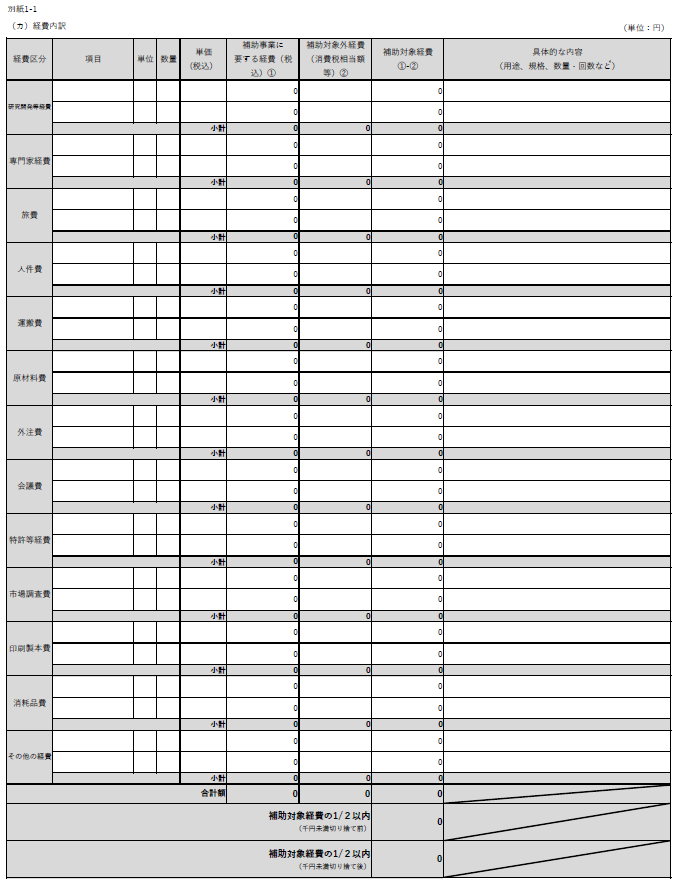 別紙1-1
（カ）経費内訳
（単位：円）
経費区分 項目 単位 数量 単価（税込） 補助事業に要する経費（税込）① 補助対象外経費（消費税相当額等）② 補助対象経費①-② 具体的な内容（用途、規格、数量・回数など）
研究開発等経費
0 0
0 0
小計 0 0 0
専門家経費
0 0
0 0
小計 0 0 0
旅費
0 0
0 0
小計 0 0 0
人件費
0 0
0 0
小計 0 0 0
運搬費
0 0
0 0
小計 0 0 0
原材料費
0 0
0 0
小計 0 0 0
外注費
0 0
0 0
小計 0 0 0
会議費
0 0
0 0
小計 0 0 0
特許等経費
0 0
0 0
小計 0 0 0
市場調査費
0 0
0 0
小計 0 0 0
印刷製本費
0 0
0 0
小計 0 0 0
消耗品費
0 0
0 0
小計 0 0 0
その他の経費
0 0
0 0
小計 0 0 0
合計額 0 0 0
補助対象経費の1/２以内
（千円未満切り捨て前）
0
補助対象経費の1/２以内
（千円未満切り捨て後）
0